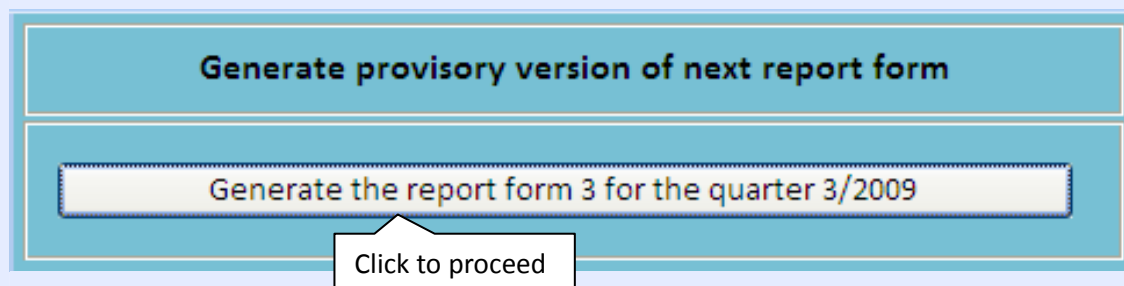 Generate provisory version of next report form
Generate the report form 3 for the quarter 3/2009
Click to proceed